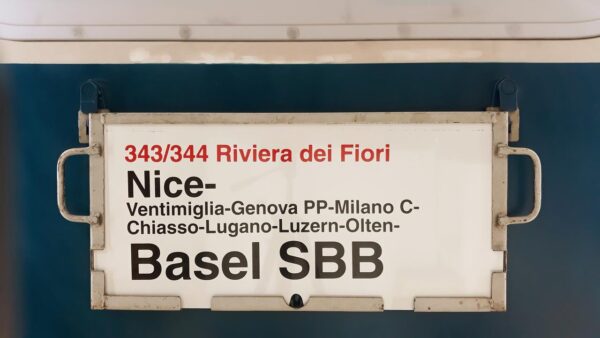 343/344 Riviera dei Fiori
Nice-
Ventimiglia-Genova PP-Milano C-
Chiasso-Lugano-Luzern-Olten-
Basel SBB